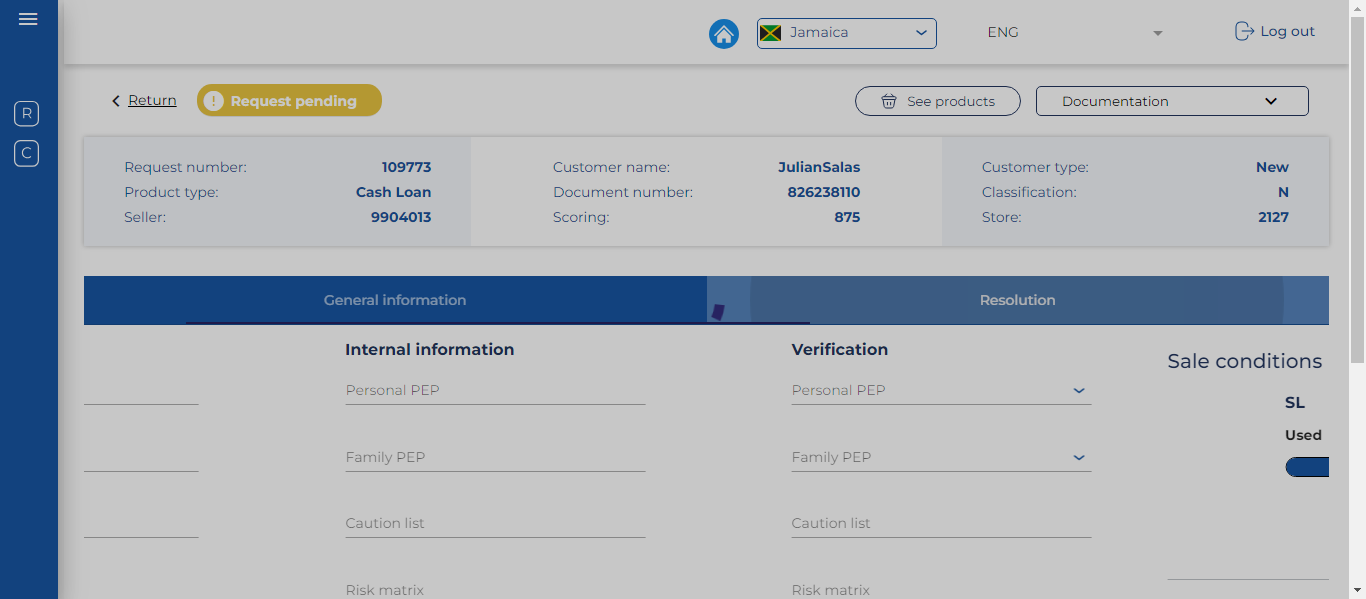 Jamaica
ENG
Log out
R
C
Return
Request pending
See products
Documentation
Request number: 109773
Product type: Cash Loan
Seller: 9904013
Customer name: JulianSalas
Document number: 826238110
Scoring: 875
Customer type: New
Classification: N
Store: 2127
General information
Resolution
Internal information
Personal PEP
Family PEP
Caution list
Risk matrix
Verification
Personal PEP
Family PEP
Caution list
Risk matrix
Sale conditions
SL
Used